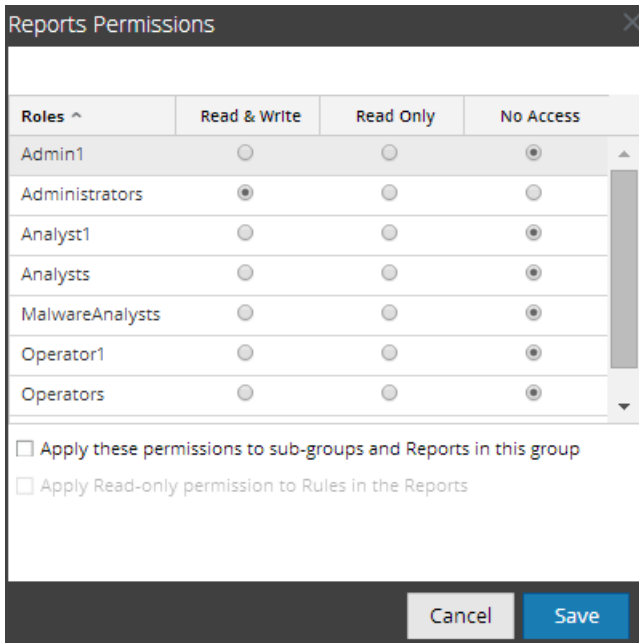 Reports Permissions
Roles Read & Write Read Only No Access
Admin1
Administrators
Analyst1
Analysts
MalwareAnalysts
Operator1
Operators
Apply these permissions to sub-groups and Reports in this group
Apply Read-only permission to Rules in the Reports
Cancel Save